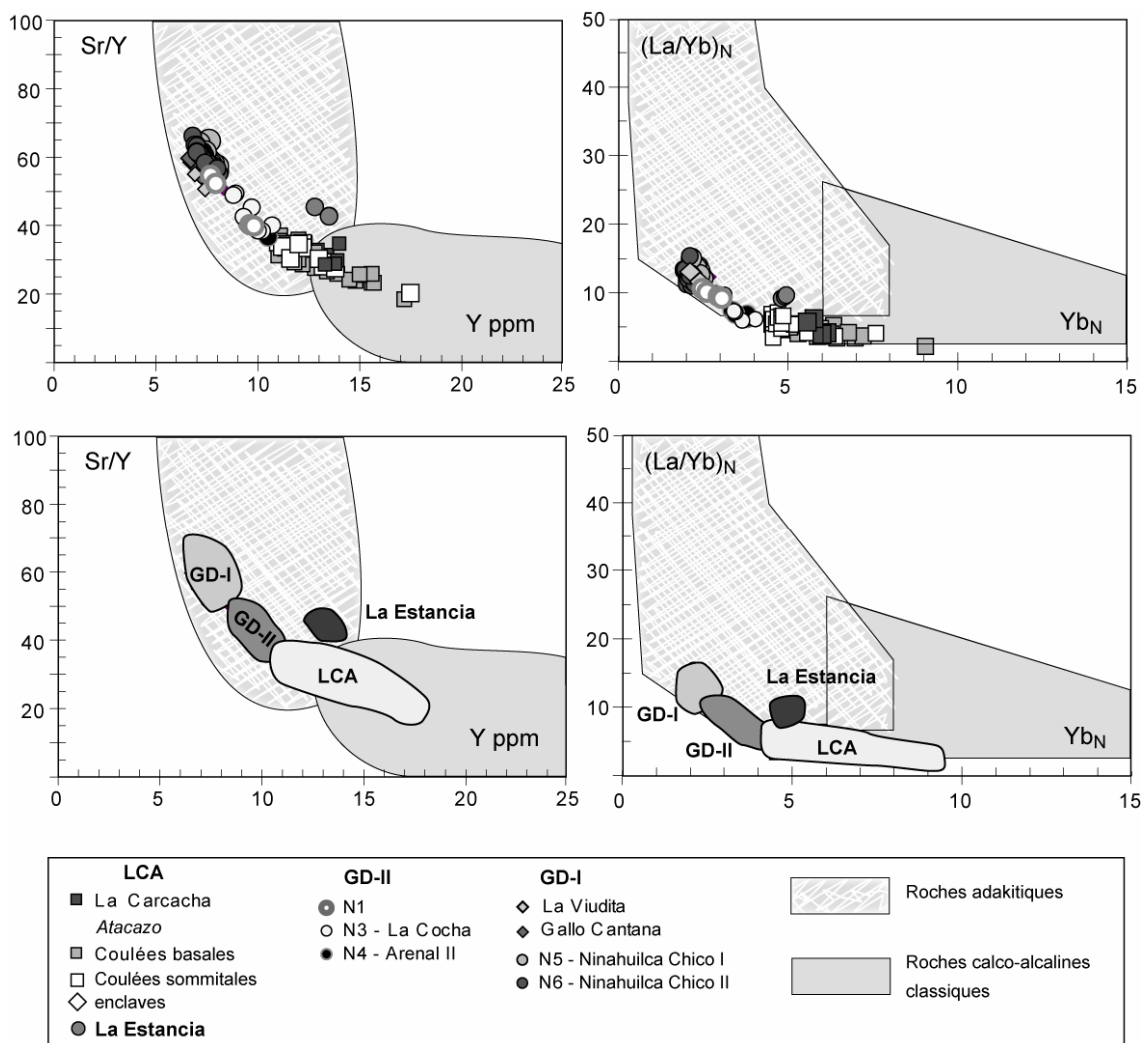 100
80
60
40
20
0
Sr/Y
Y ppm
0 5 10 15 20 25
50
40
30
20
10
0
(La/Yb)N
YbN
0 5 10 15
100
80
60
40
20
0
Sr/Y
GD-I
GD-II
La Estancia
LCA
Y ppm
0 5 10 15 20 25
50
40
30
20
10
0
(La/Yb)N
La Estancia
GD-I
GD-II
LCA
YbN
0 5 10 15
LCA
La Carcacha
Atacazo
Coulées basales
Coulées sommitales
enclaves
La Estancia
GD-II
N1
N3 - La Cocha
N4 - Arenal II
GD-I
La Viudita
Gallo Cantana
N5 - Ninahuilca Chico I
N6 - Ninahuilca Chico II
Roches adakitiques
Roches calco-alcalines
classiques